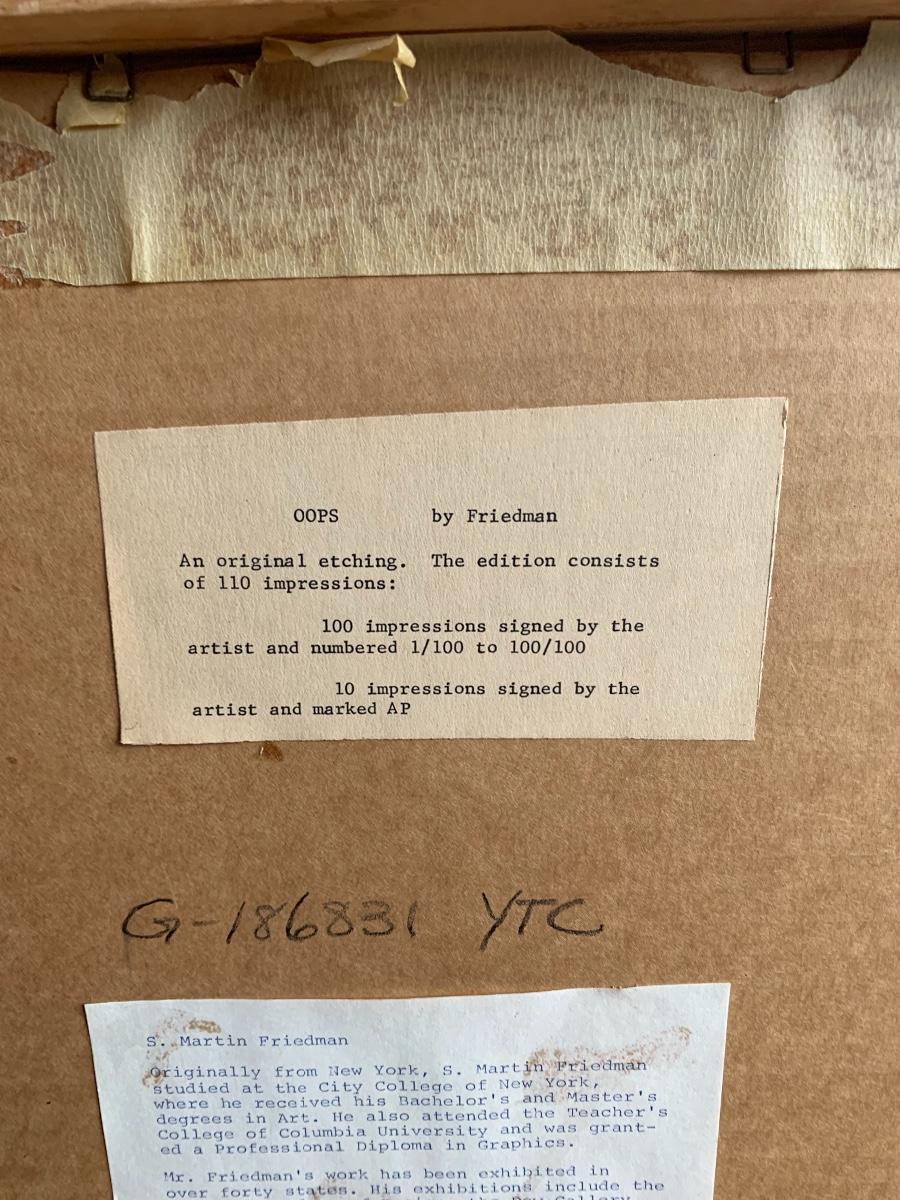 OOPS by Friedman
An original etching. The edition consists
of 110 impressions:
100 impressions signed by the
artist and numbered 1/100 to 100/100
10 impressions signed by the
artist and marked AP
G-186831 YTC
S. Martin Friedman
Originally from New York, S. Martin Friedman
studied at the City College of New York,
where he received his Bachelor's and Master's
degrees in Art. He also attended the Teacher's
College of Columbia University and was grant-
ed a Professional Diploma in Graphics.
Mr. Friedman's work has been exhibited in
over forty states. His exhibitions include the
Gallery